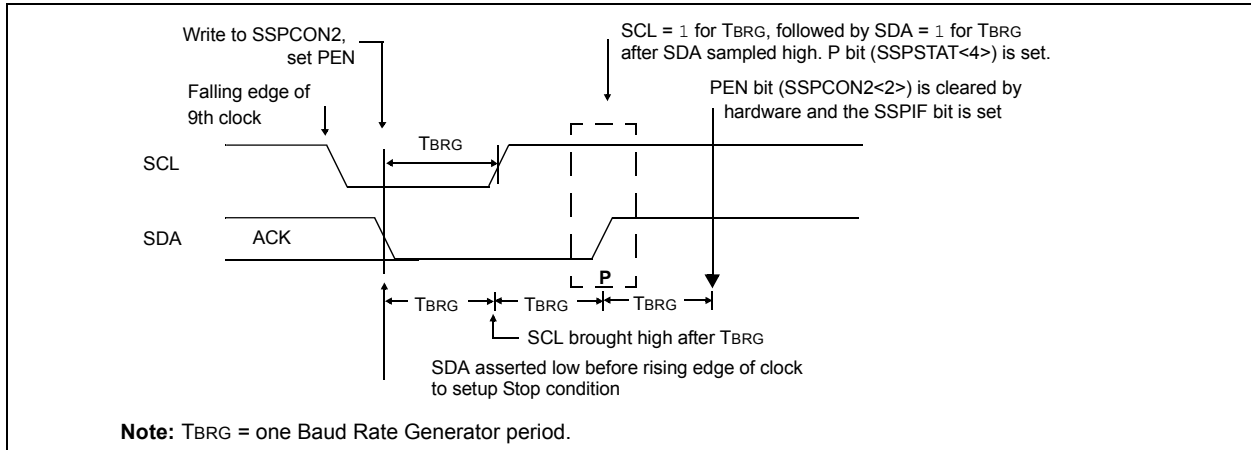 Write to SSPCON2,
set PEN
SCL = 1 for TBRG, followed by SDA = 1 for TBRG
after SDA sampled high. P bit (SSPSTAT<4>) is set.
Falling edge of
9th clock
PEN bit (SSPCON2<2>) is cleared by
hardware and the SSPIF bit is set
TBRG
SCL
SDA
ACK
P
TBRG
TBRG
TBRG
SCL brought high after TBRG
SDA asserted low before rising edge of clock
to setup Stop condition
Note: TBRG = one Baud Rate Generator period.